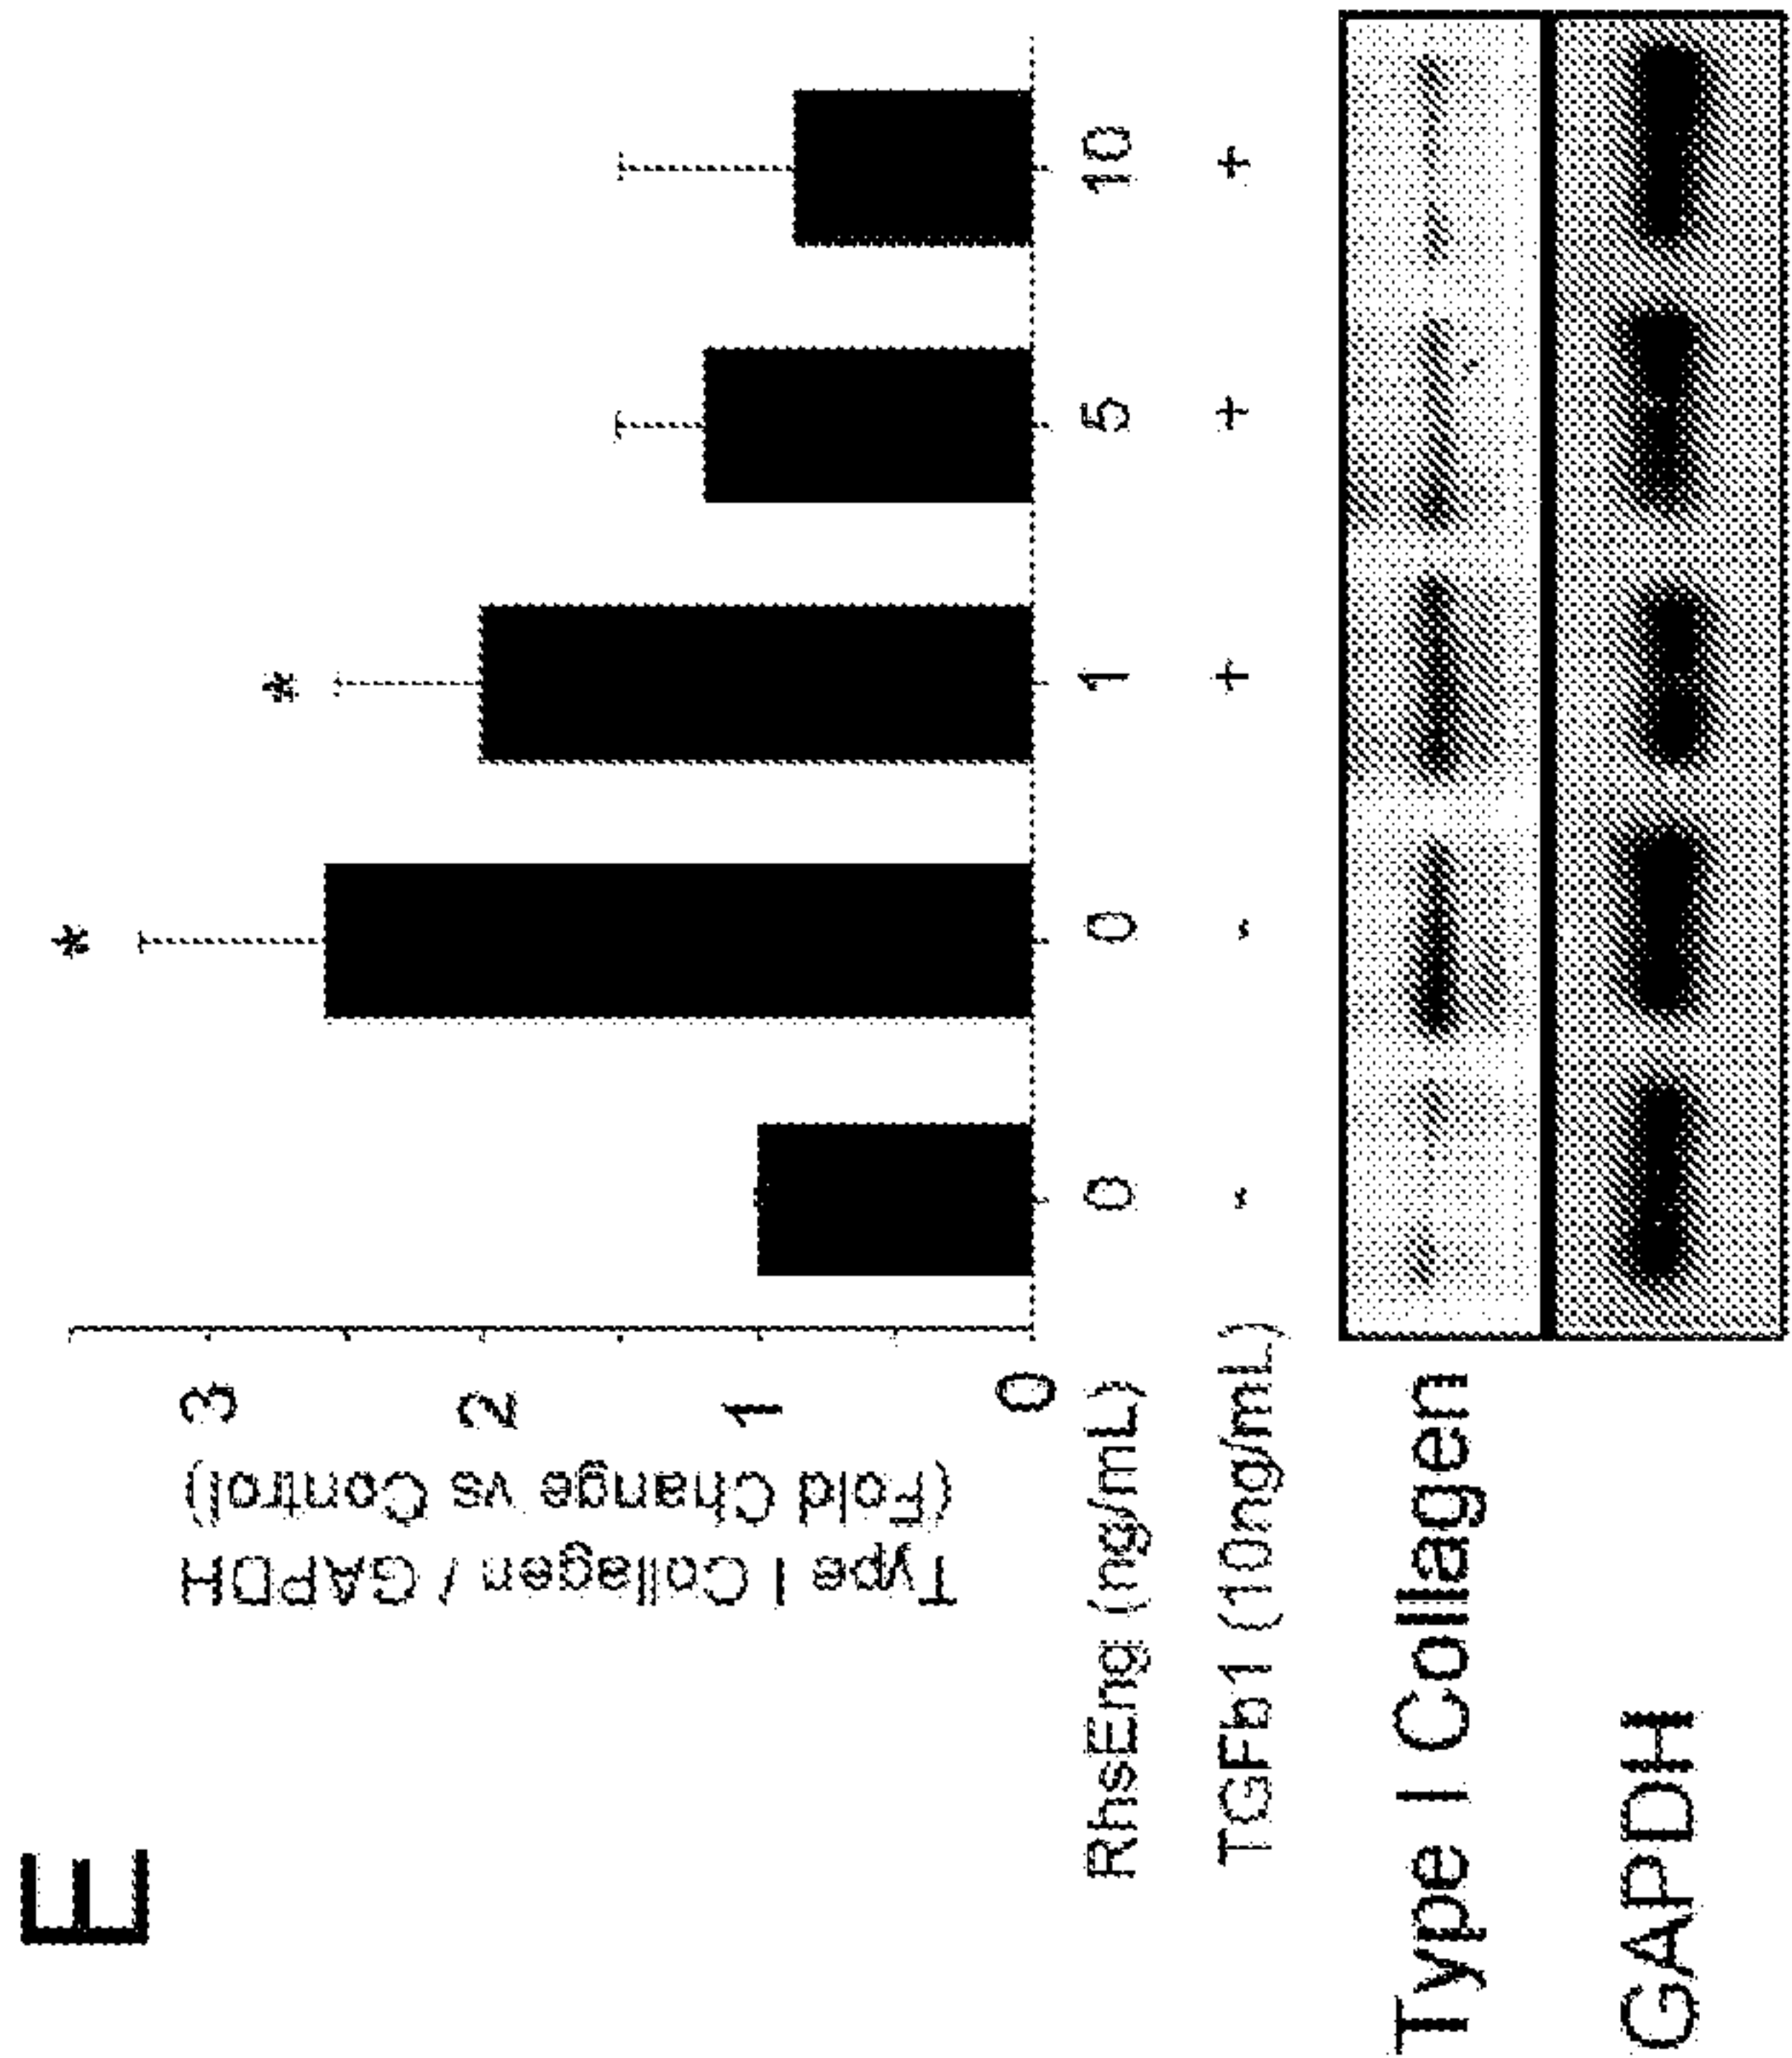 E
Type I Collagen / GAPDH
(Fold Change vs Control)
3
2
1
0
*
*
RhsEng (ng/mL) 0 0 1 5 10
TGFb1 (10ng/mL) - - + + +
Type I Collagen
GAPDH